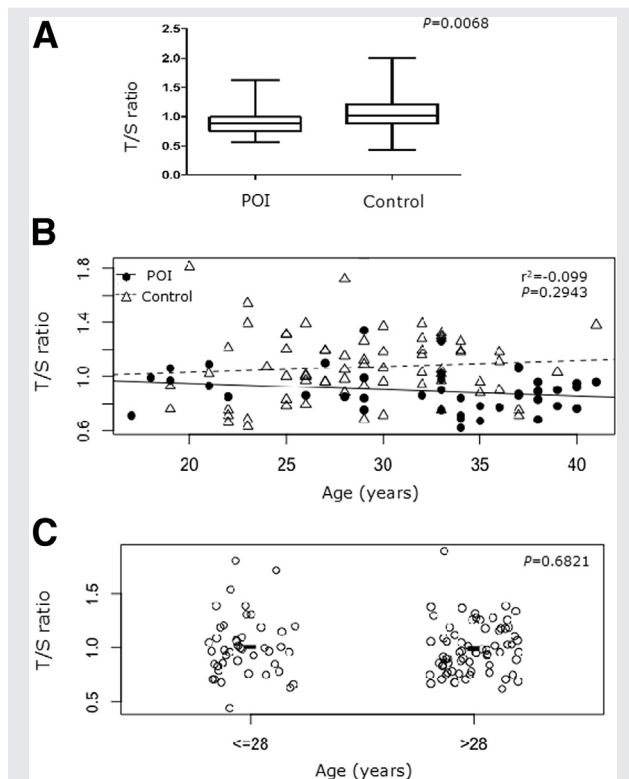 A
P=0.0068
T/S ratio
2.5
2.0
1.5
1.0
0.5
0.0
POI
Control
B
T/S ratio
1.8
1.4
1.0
0.6
POI
Control
r²=-0.099
P=0.2943
20
25
30
35
40
Age (years)
C
T/S ratio
1.5
1.0
0.5
P=0.6821
<=28
>28
Age (years)